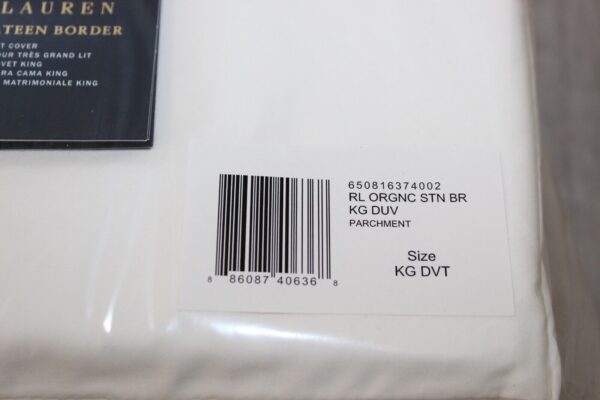 LAUREN
TEEN BORDER
T COVER
OUR TRÈS GRAND LIT
VET KING
RA CAMA KING
MATRIMONIALE KING
650816374002
RL ORGNC STN BR
KG DUV
PARCHMENT
Size
KG DVT
8 86087 40636 8